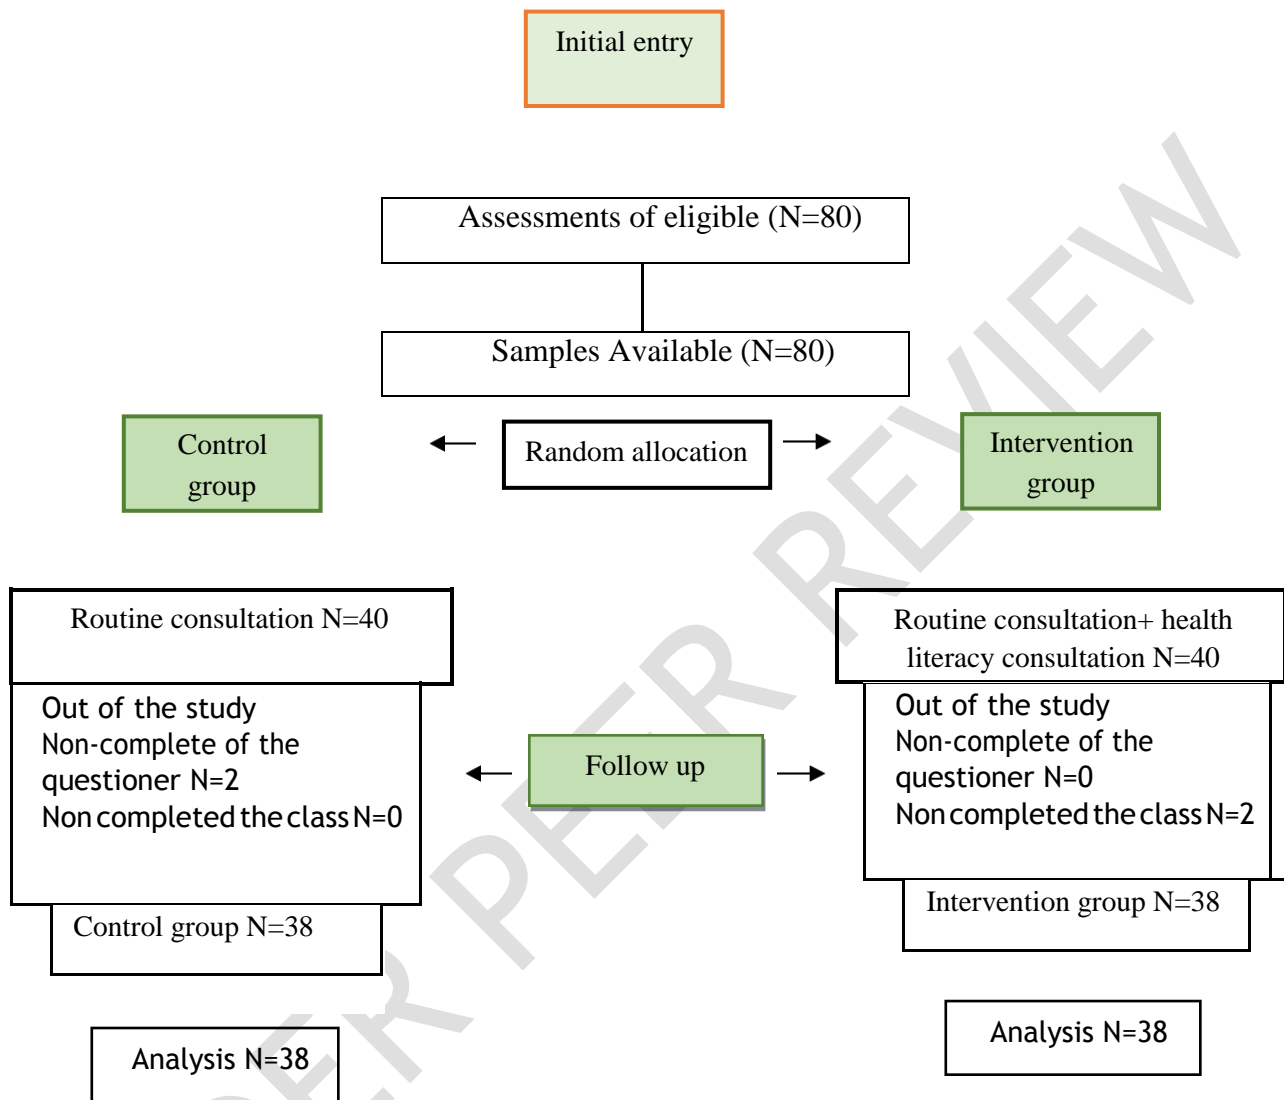 Initial entry
Assessments of eligible (N=80)
Samples Available (N=80)
Control
group
Random allocation
Intervention
group
Routine consultation N=40
Routine consultation+ health
literacy consultation N=40
Out of the study
Non-complete of the
questioner N=2
Non completed the class N=0
Follow up
Out of the study
Non-complete of the
questioner N=0
Non completed the class N=2
Control group N=38
Intervention group N=38
Analysis N=38
Analysis N=38
PER PEER REVIEW